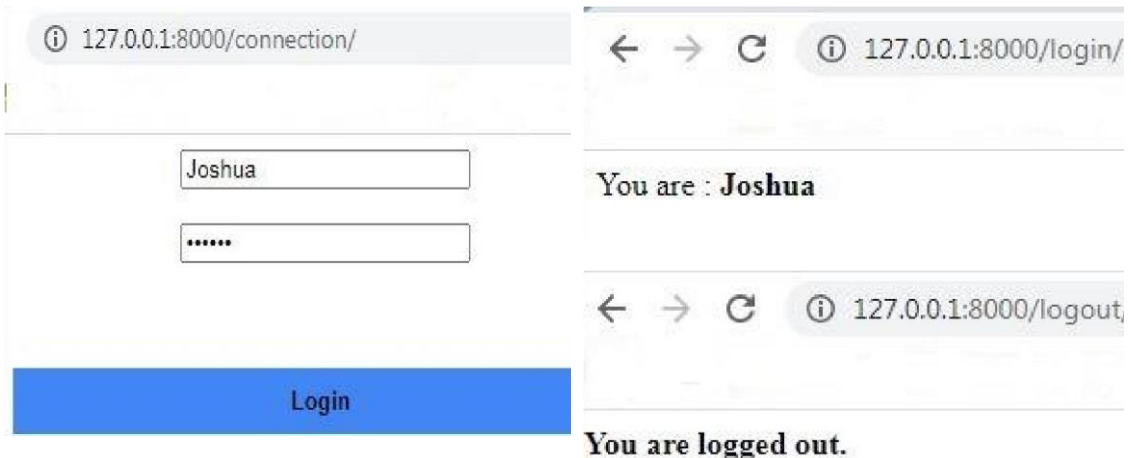 127.0.0.1:8000/connection/
Joshua
••••••
Login
127.0.0.1:8000/login/
You are : Joshua
127.0.0.1:8000/logout/
You are logged out.